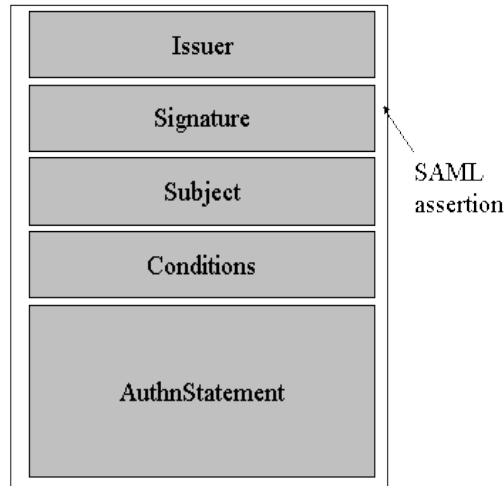 Issuer
Signature
Subject
SAML
assertion
Conditions
AuthnStatement